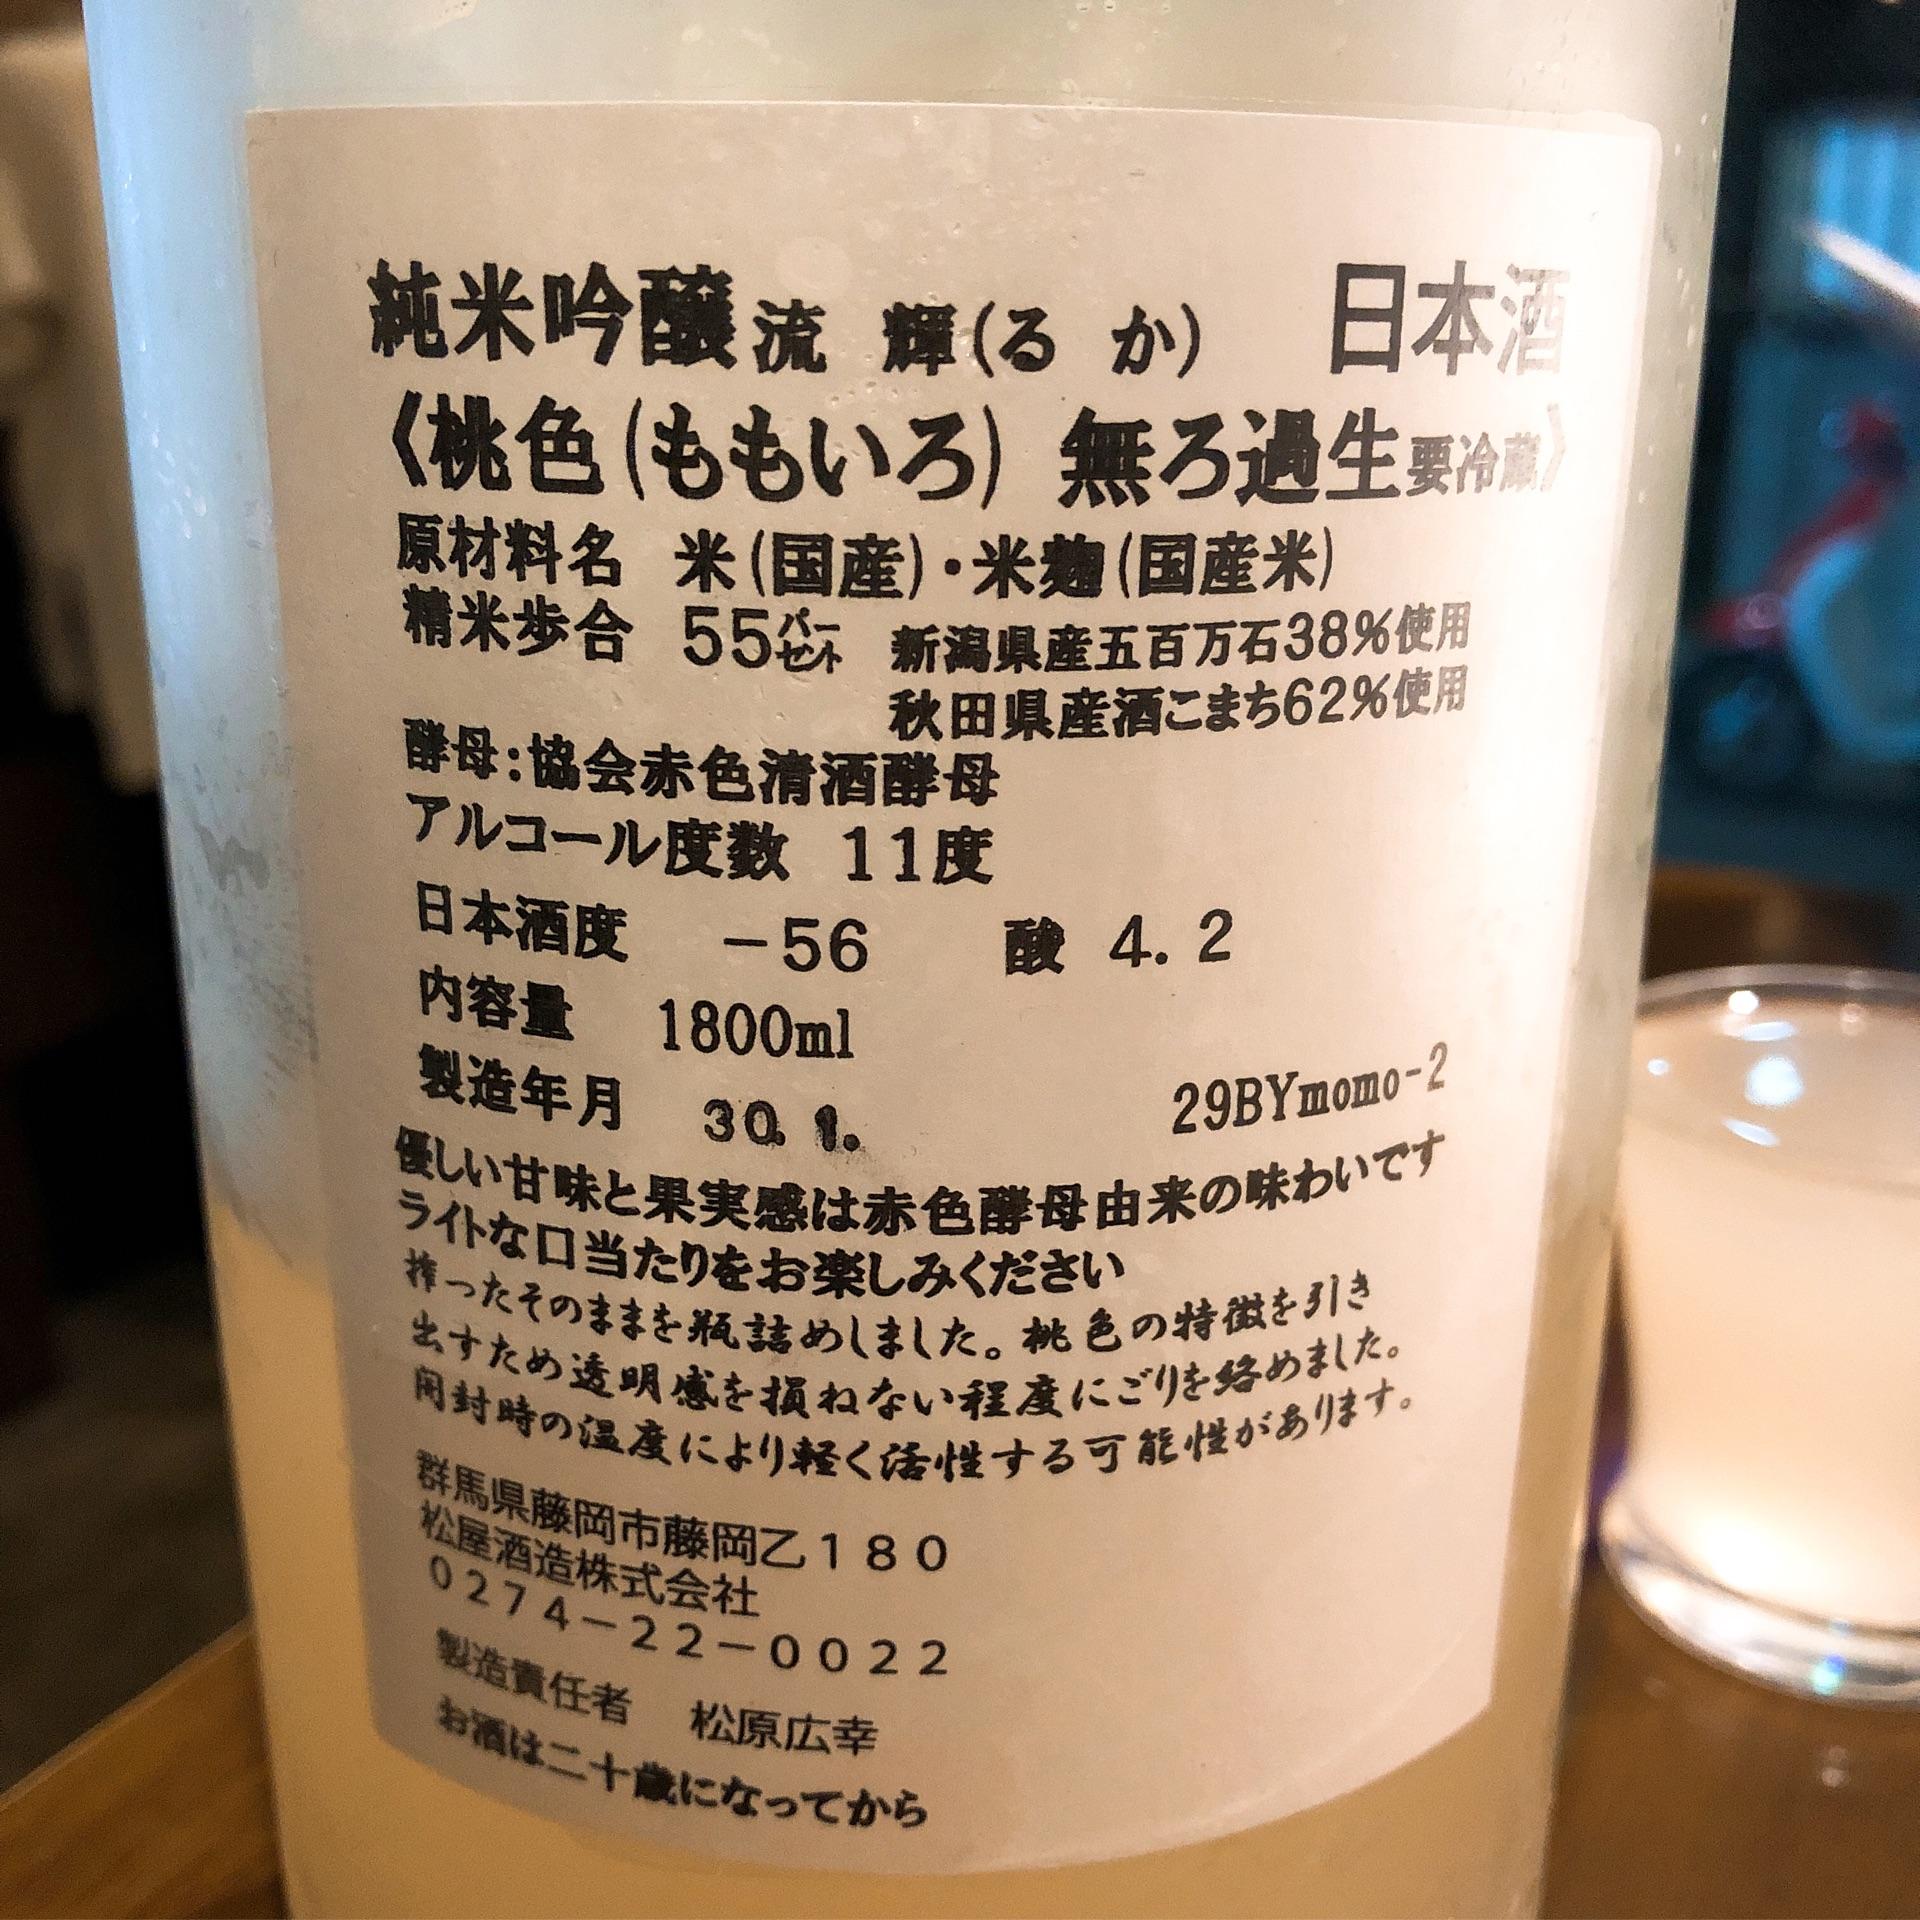 純米吟醸 流 輝(る か) 日本酒
《桃色(ももいろ) 無ろ過生 要冷蔵》
原材料名 米(国産)・米麹(国産米)
精米歩合 55パーセント 新潟県産五百万石38%使用
秋田県産酒こまち62%使用
酵母:協会赤色清酒酵母
アルコール度数 11度
日本酒度 -56 酸 4.2
内容量 1800ml
製造年月 30.1. 29BYmomo-2
優しい甘味と果実感は赤色酵母由来の味わいです
ライトな口当たりをお楽しみください
搾ったそのままを瓶詰めしました。桃色の特徴を引き
出すため透明感を損ねない程度ににごりを絡めました。
開封時の温度により軽く活性する可能性があります。
群馬県藤岡市藤岡乙180
松屋酒造株式会社
0274-22-0022
製造責任者 松原広幸
お酒は二十歳になってから